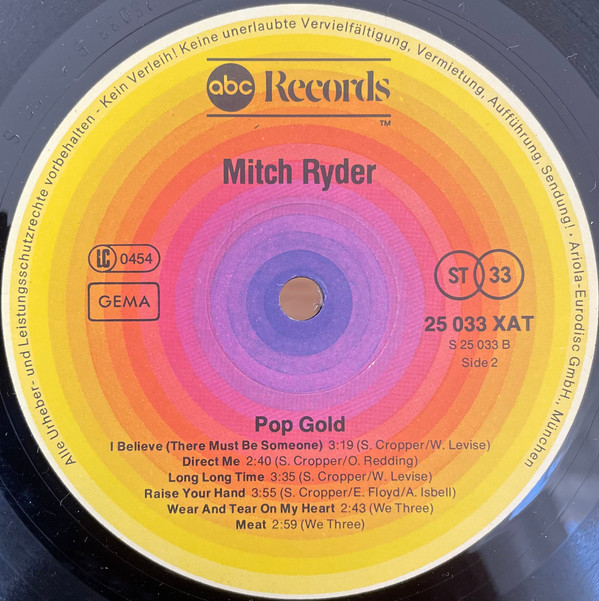 Alle Urheber- und Leistungsschutzrechte vorbehalten - Kein Verleih! Keine unerlaubte Vervielfältigung, Vermietung, Aufführung, Sendung! • Ariola-Eurodisc GmbH., München
abc Records
TM
Mitch Ryder
LC 0454
GEMA
ST 33
25 033 XAT
S 25 033 B
Side 2
Pop Gold
I Believe (There Must Be Someone) 3:19 (S. Cropper/W. Levise)
Direct Me 2:40 (S. Cropper/O. Redding)
Long Long Time 3:35 (S. Cropper/W. Levise)
Raise Your Hand 3:55 (S. Cropper/E. Floyd/A. Isbell)
Wear And Tear On My Heart 2:43 (We Three)
Meat 2:59 (We Three)